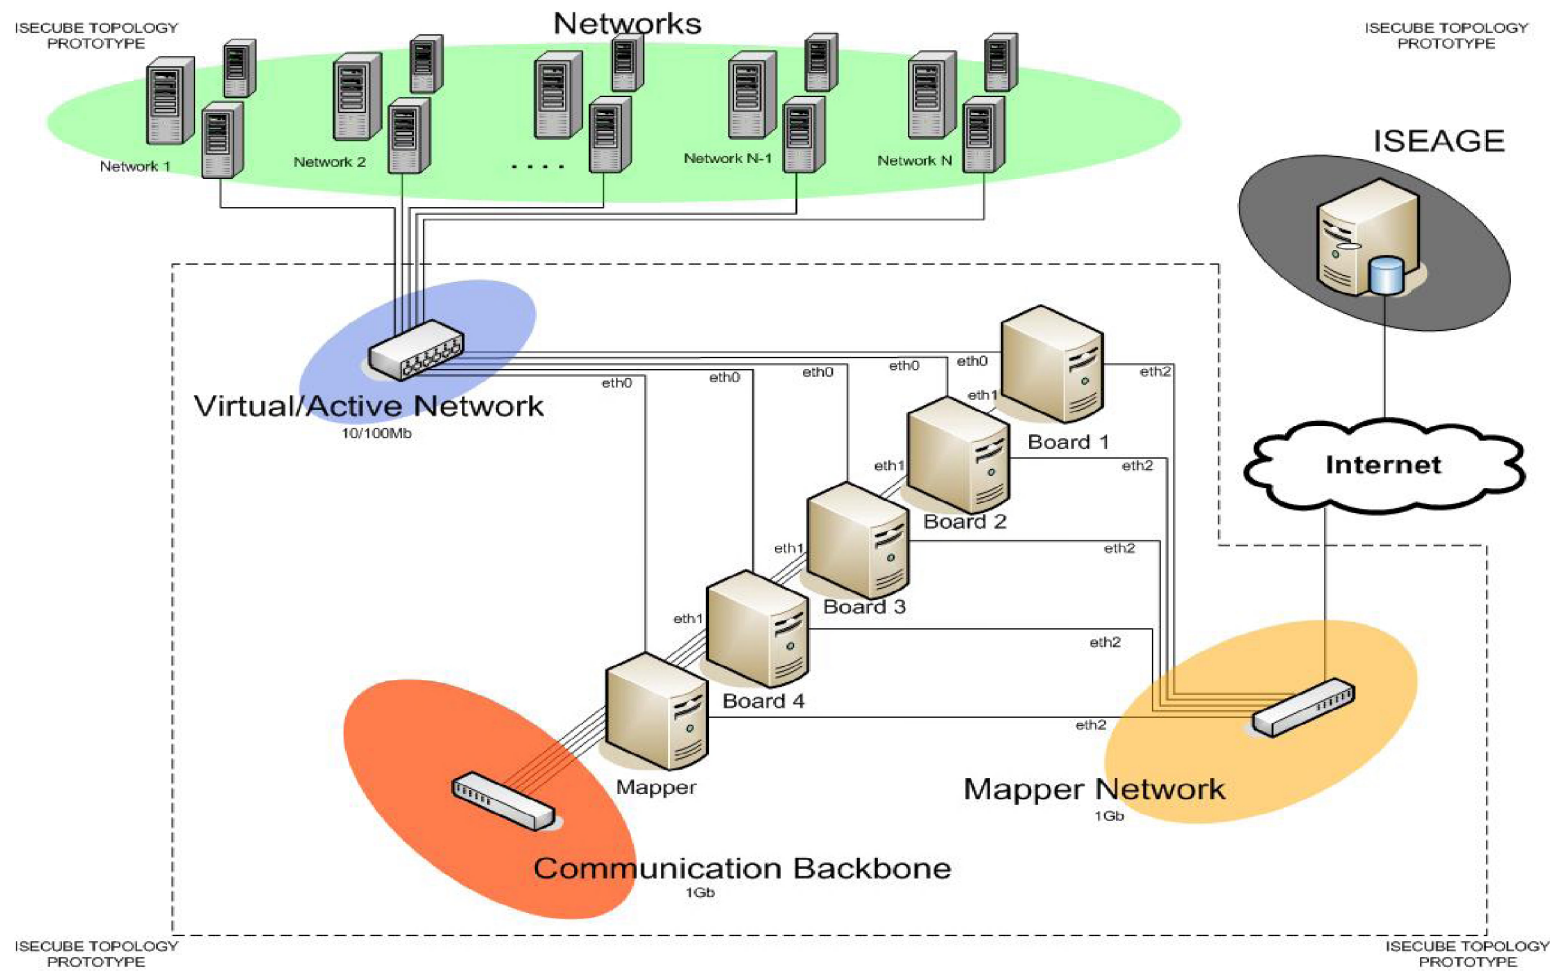 ISECUBE TOPOLOGY
PROTOTYPE
Networks
ISECUBE TOPOLOGY
PROTOTYPE
Network 1
Network 2
. . . .
Network N-1
Network N
ISEAGE
Virtual/Active Network
10/100Mb
eth0
eth0
eth0
eth0
eth0
eth2
eth1
Board 1
Internet
eth1
eth2
Board 2
eth1
eth2
Board 3
eth1
eth2
Board 4
eth2
Mapper
Mapper Network
1Gb
Communication Backbone
1Gb
ISECUBE TOPOLOGY
PROTOTYPE
ISECUBE TOPOLOGY
PROTOTYPE